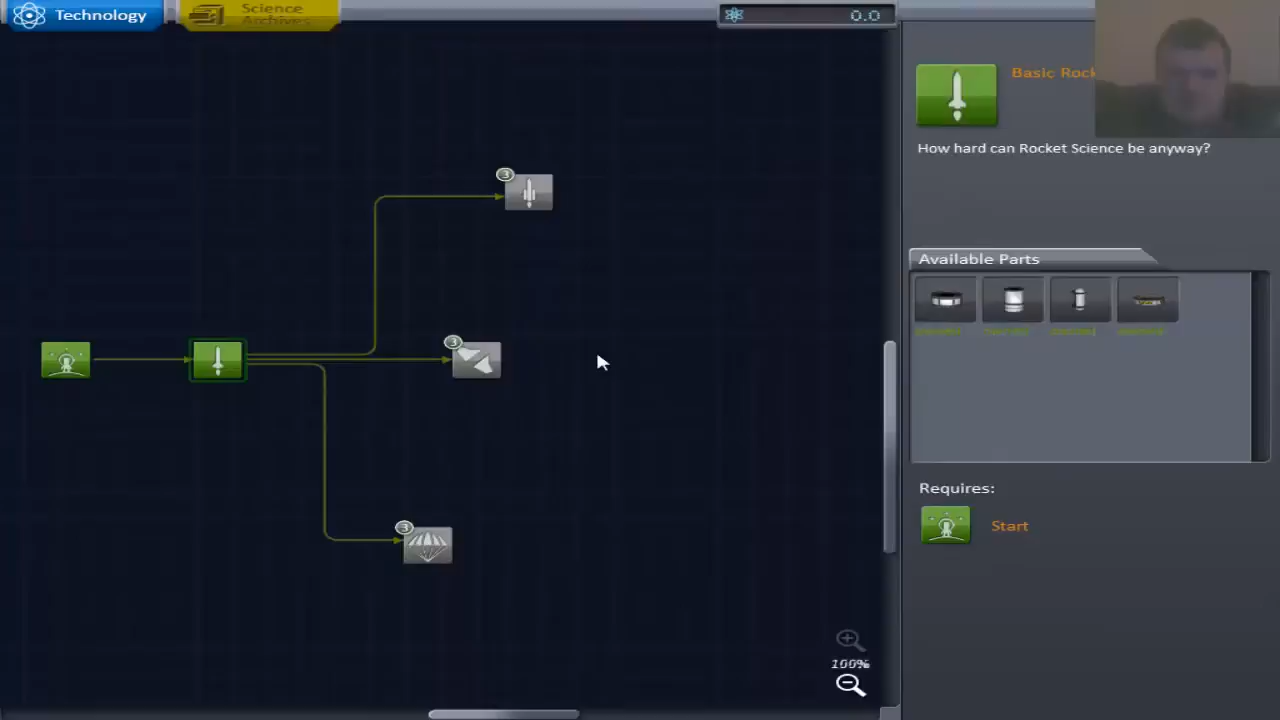 Technology
Science
Archives
0.0
Basic Rock
How hard can Rocket Science be anyway?
Available Parts
3
3
3
Requires:
Start
100%